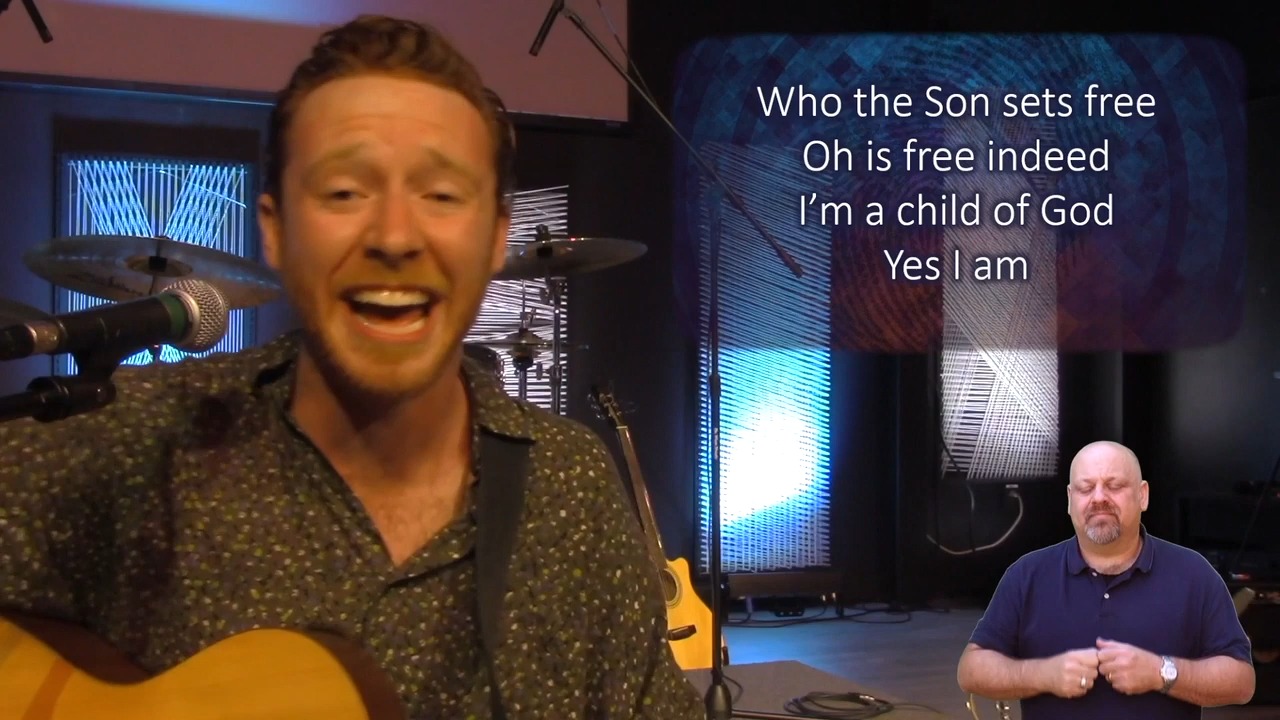 Who the Son sets free
Oh is free indeed
I’m a child of God
Yes I am